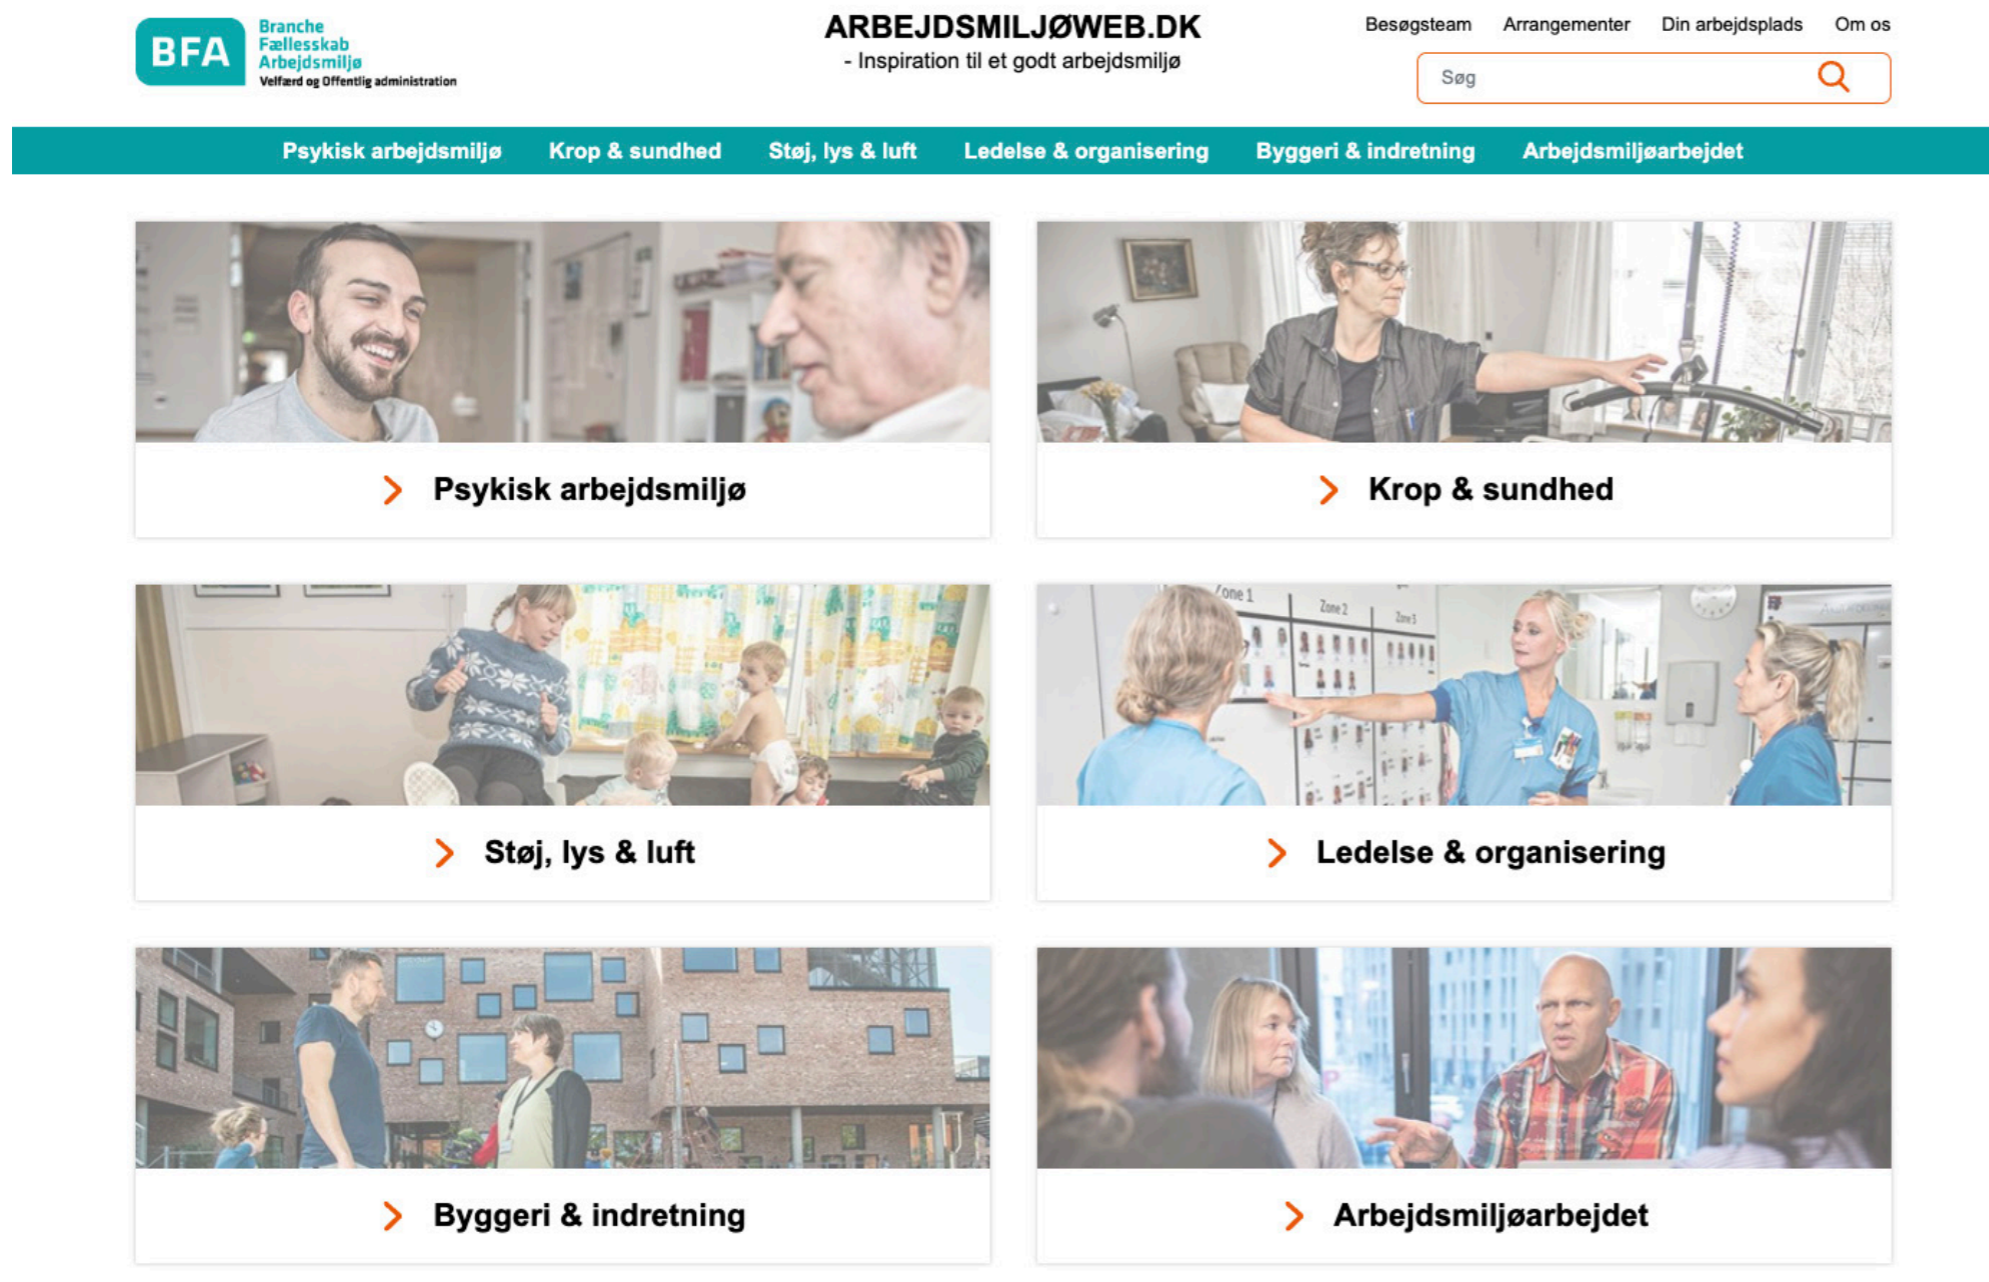 BFA
Branche
Fællesskab
Arbejdsmiljø
Velfærd og Offentlig administration
ARBEJDSMILJØWEB.DK
- Inspiration til et godt arbejdsmiljø
Besøgsteam Arrangementer Din arbejdsplads Om os
Søg
Psykisk arbejdsmiljø Krop & sundhed Støj, lys & luft Ledelse & organisering Byggeri & indretning Arbejdsmiljøarbejdet
Psykisk arbejdsmiljø
Krop & sundhed
Zone 1
Zone 2
Zone 3
Støj, lys & luft
Ledelse & organisering
Byggeri & indretning
Arbejdsmiljøarbejdet